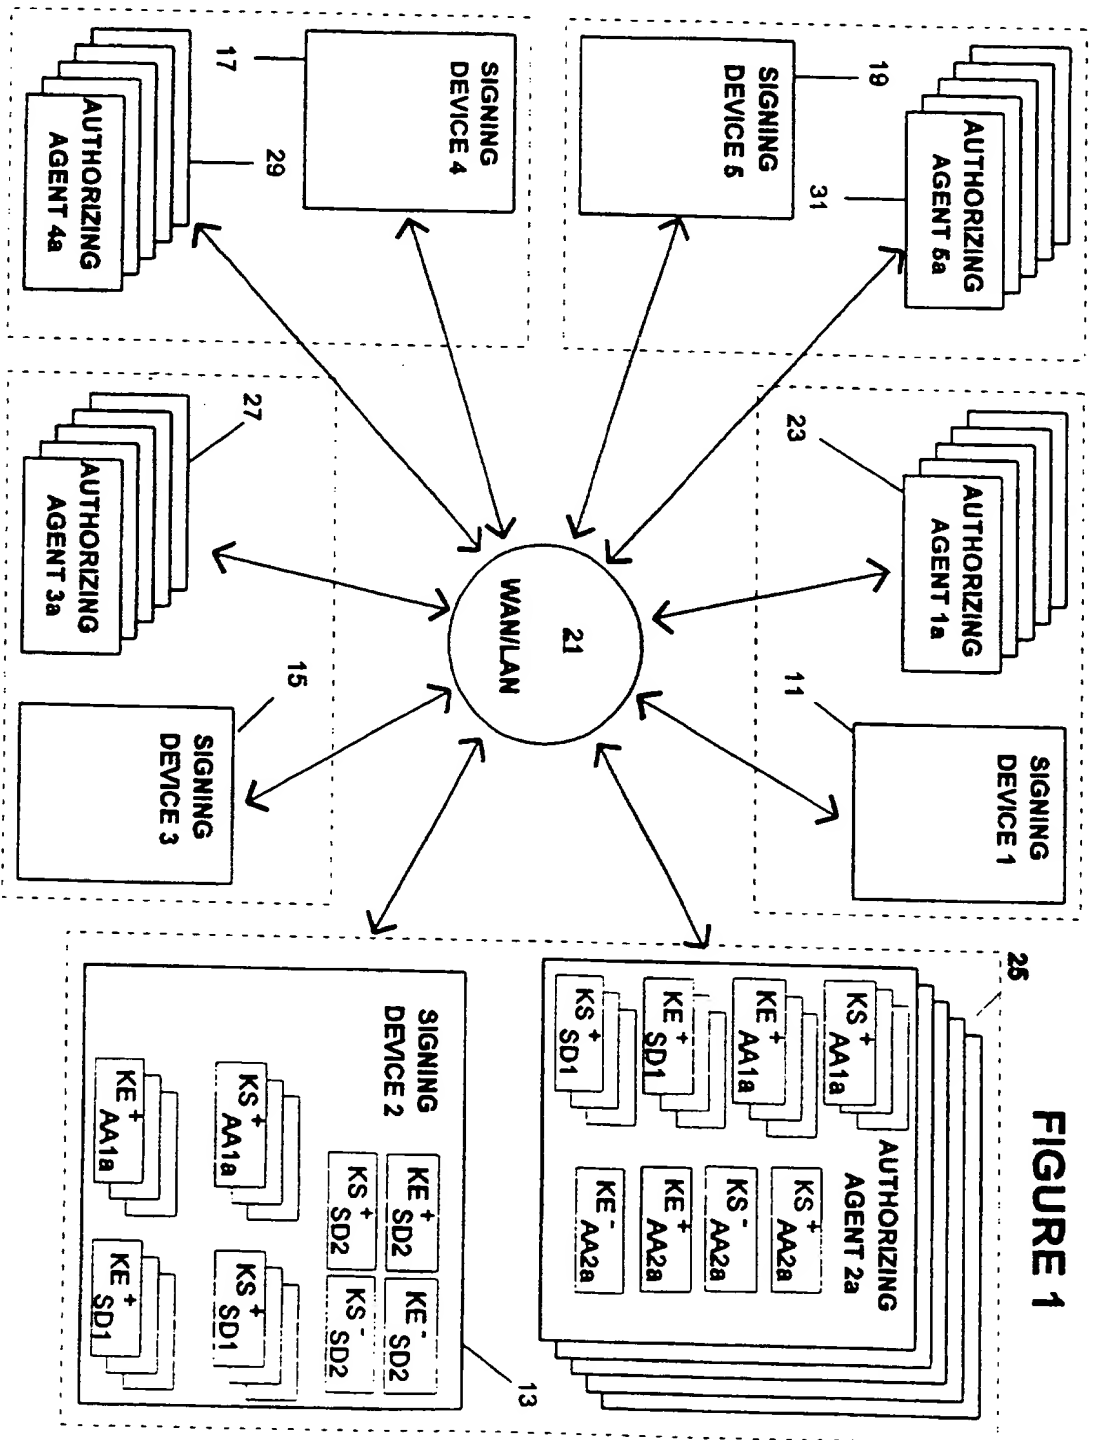 FIGURE 1
AUTHORIZING
AGENT 5a
31
19
SIGNING
DEVICE 5
AUTHORIZING
AGENT 1a
23
SIGNING
DEVICE 1
11
25
AUTHORIZING
AGENT 2a
KS+
AA1a
KE+
AA1a
KE+
SD1
KS+
SD1
KS+
AA2a
KS-
AA2a
KE+
AA2a
KE-
AA2a
21
WAN/LAN
SIGNING
DEVICE 4
17
29
AUTHORIZING
AGENT 4a
27
AUTHORIZING
AGENT 3a
15
SIGNING
DEVICE 3
13
SIGNING
DEVICE 2
KE+
SD2
KE-
SD2
KS+
SD2
KS-
SD2
KS+
AA1a
KS+
SD1
KE+
AA1a
KE+
SD1